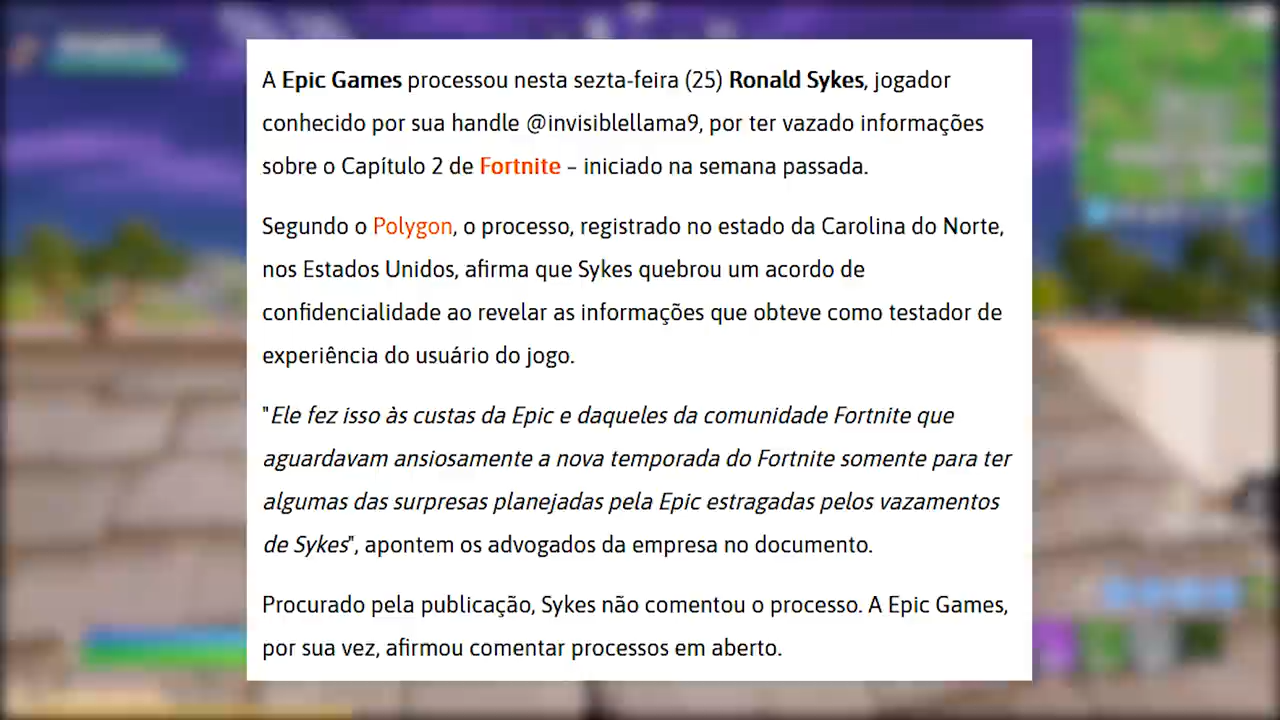 A Epic Games processou nesta sezta-feira (25) Ronald Sykes, jogador
conhecido por sua handle @invisiblellama9, por ter vazado informações
sobre o Capítulo 2 de Fortnite – iniciado na semana passada.
Segundo o Polygon, o processo, registrado no estado da Carolina do Norte,
nos Estados Unidos, afirma que Sykes quebrou um acordo de
confidencialidade ao revelar as informações que obteve como testador de
experiência do usuário do jogo.
"Ele fez isso às custas da Epic e daqueles da comunidade Fortnite que
aguardavam ansiosamente a nova temporada do Fortnite somente para ter
algumas das surpresas planejadas pela Epic estragadas pelos vazamentos
de Sykes", apontem os advogados da empresa no documento.
Procurado pela publicação, Sykes não comentou o processo. A Epic Games,
por sua vez, afirmou comentar processos em aberto.